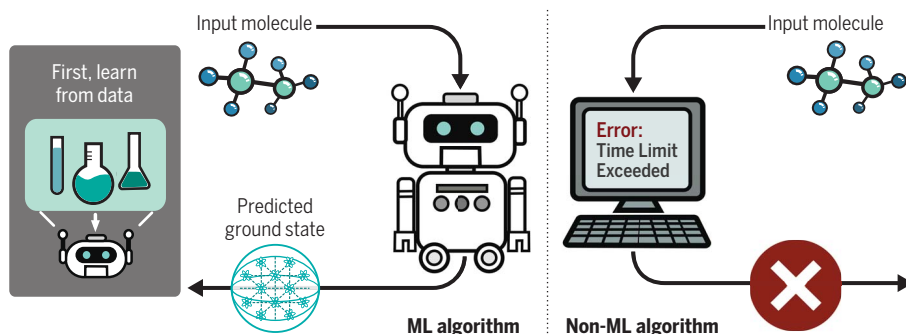 Input molecule
Input molecule
First, learn
from data
Error:
Time Limit
Exceeded
Predicted
ground state
ML algorithm
Non-ML algorithm